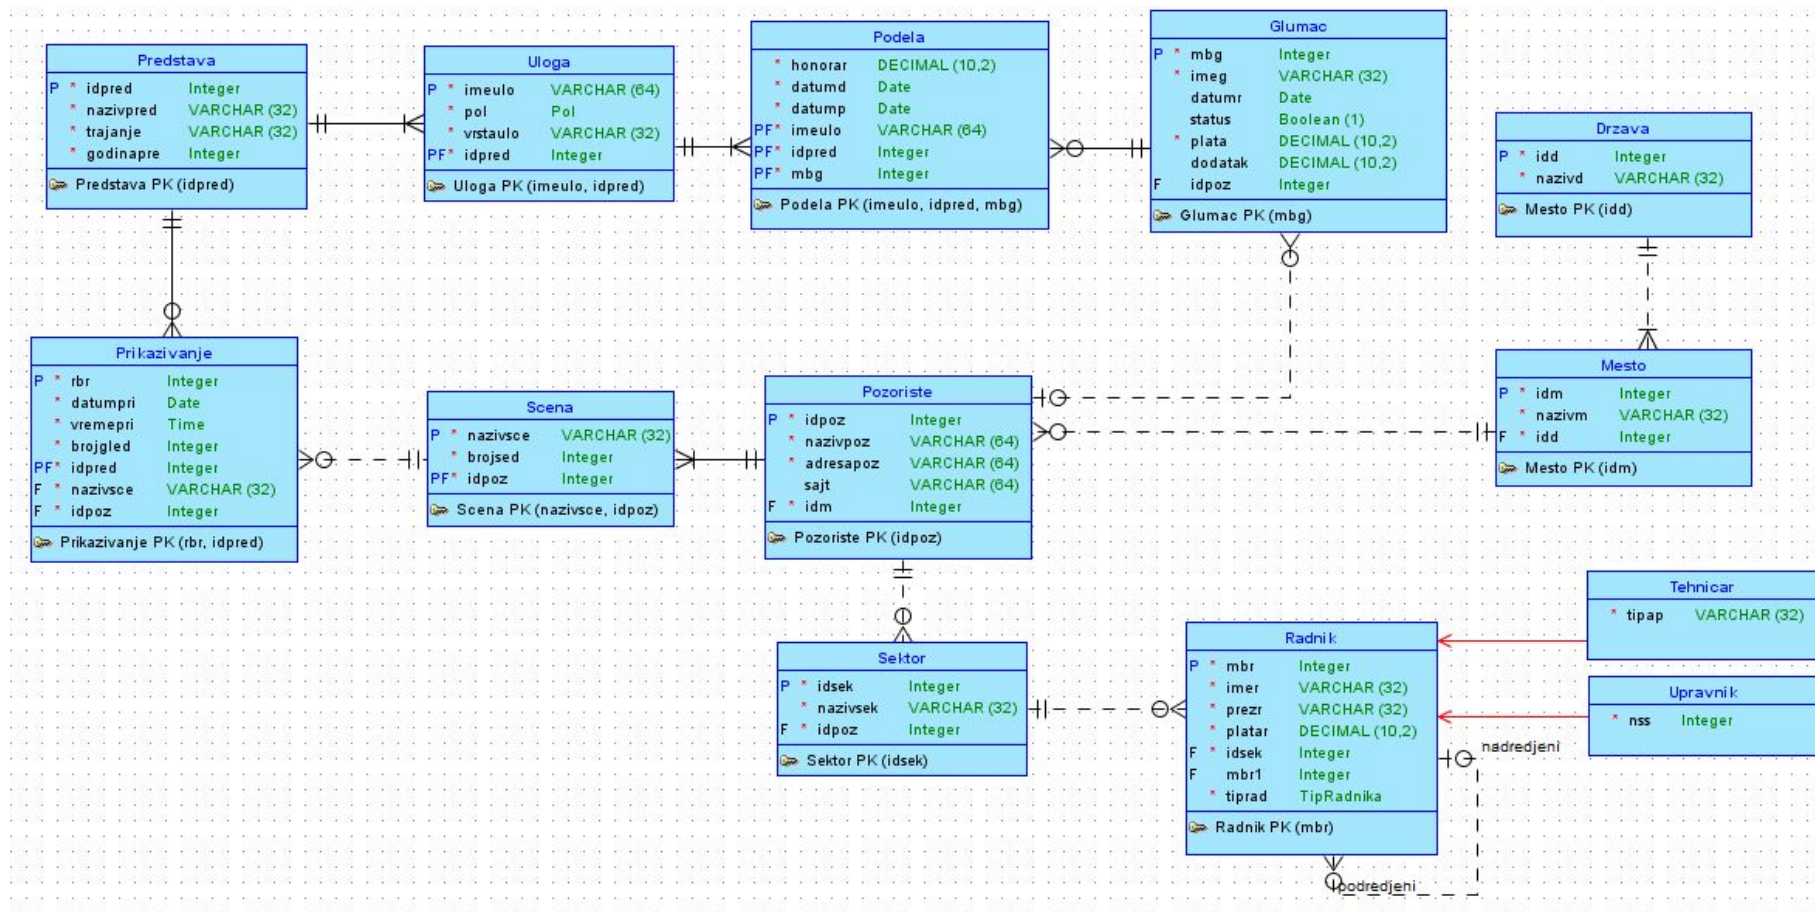 Predstava
P * idpred Integer
* nazivpred VARCHAR (32)
* trajanje VARCHAR (32)
* godinapre Integer
Predstava PK (idpred)
Uloga
P * imeulo VARCHAR (64)
* pol Pol
* vrstaulo VARCHAR (32)
PF* idpred Integer
Uloga PK (imeulo, idpred)
Podela
* honorar DECIMAL (10,2)
* datumd Date
* datump Date
PF* imeulo VARCHAR (64)
PF* idpred Integer
PF* mbg Integer
Podela PK (imeulo, idpred, mbg)
Glumac
P * mbg Integer
* imeg VARCHAR (32)
datumr Date
status Boolean (1)
* plata DECIMAL (10,2)
dodatak DECIMAL (10,2)
F idpoz Integer
Glumac PK (mbg)
Drzava
P * idd Integer
* nazivd VARCHAR (32)
Mesto PK (idd)
Prikazivanje
P * rbr Integer
* datumpri Date
* vremepri Time
* brojgled Integer
PF* idpred Integer
F * nazivsce VARCHAR (32)
F * idpoz Integer
Prikazivanje PK (rbr, idpred)
Scena
P * nazivsce VARCHAR (32)
* brojsed Integer
PF* idpoz Integer
Scena PK (nazivsce, idpoz)
Pozoriste
P * idpoz Integer
* nazivpoz VARCHAR (64)
* adresapoz VARCHAR (64)
sajt VARCHAR (64)
F * idm Integer
Pozoriste PK (idpoz)
Mesto
P * idm Integer
* nazivm VARCHAR (32)
F * idd Integer
Mesto PK (idm)
Sektor
P * idsek Integer
* nazivsek VARCHAR (32)
F * idpoz Integer
Sektor PK (idsek)
Radnik
P * mbr Integer
* imer VARCHAR (32)
* prezr VARCHAR (32)
* platar DECIMAL (10,2)
F * idsek Integer
F mbr1 Integer
* tiprad TipRadnika
Radnik PK (mbr)
nadredjeni
podredjeni
Tehnicar
* tipap VARCHAR (32)
Upravnik
* nss Integer